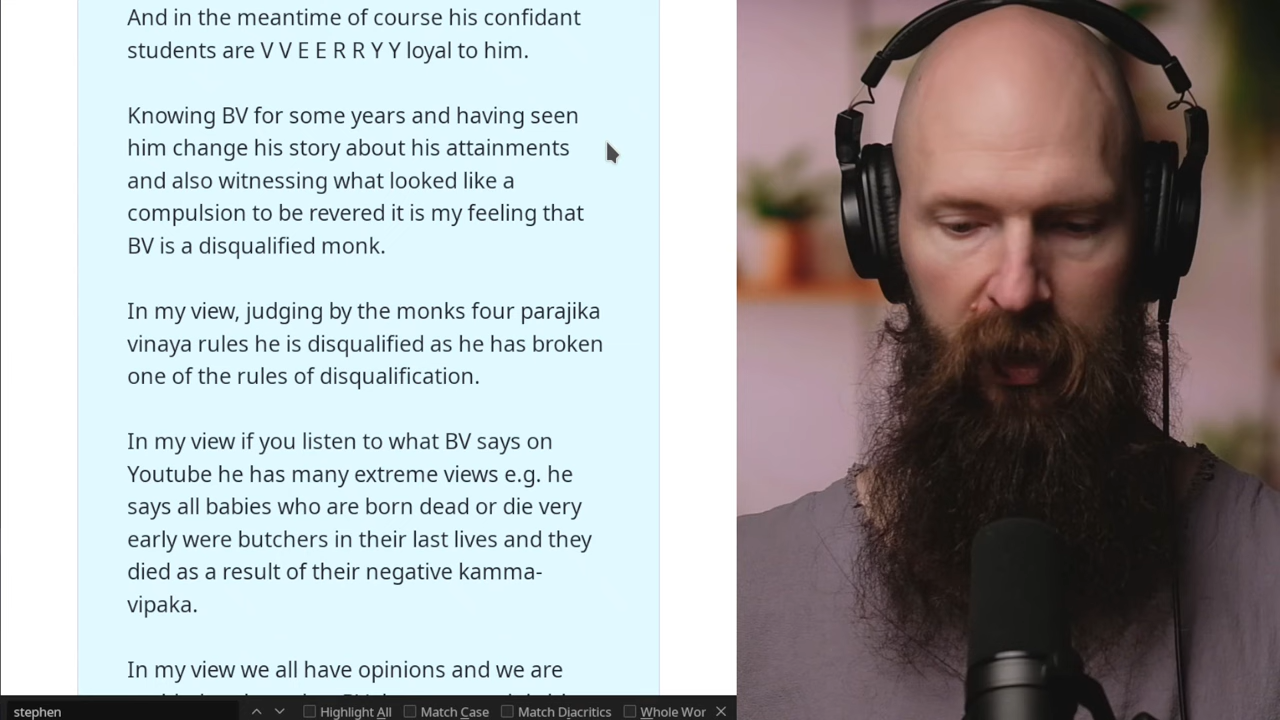 And in the meantime of course his confidant
students are V V E E R R Y Y loyal to him.
Knowing BV for some years and having seen
him change his story about his attainments
and also witnessing what looked like a
compulsion to be revered it is my feeling that
BV is a disqualified monk.
In my view, judging by the monks four parajika
vinaya rules he is disqualified as he has broken
one of the rules of disqualification.
In my view if you listen to what BV says on
Youtube he has many extreme views e.g. he
says all babies who are born dead or die very
early were butchers in their last lives and they
died as a result of their negative kamma-
vipaka.
In my view we all have opinions and we are
stephen Highlight All Match Case Match Diacritics Whole Wor